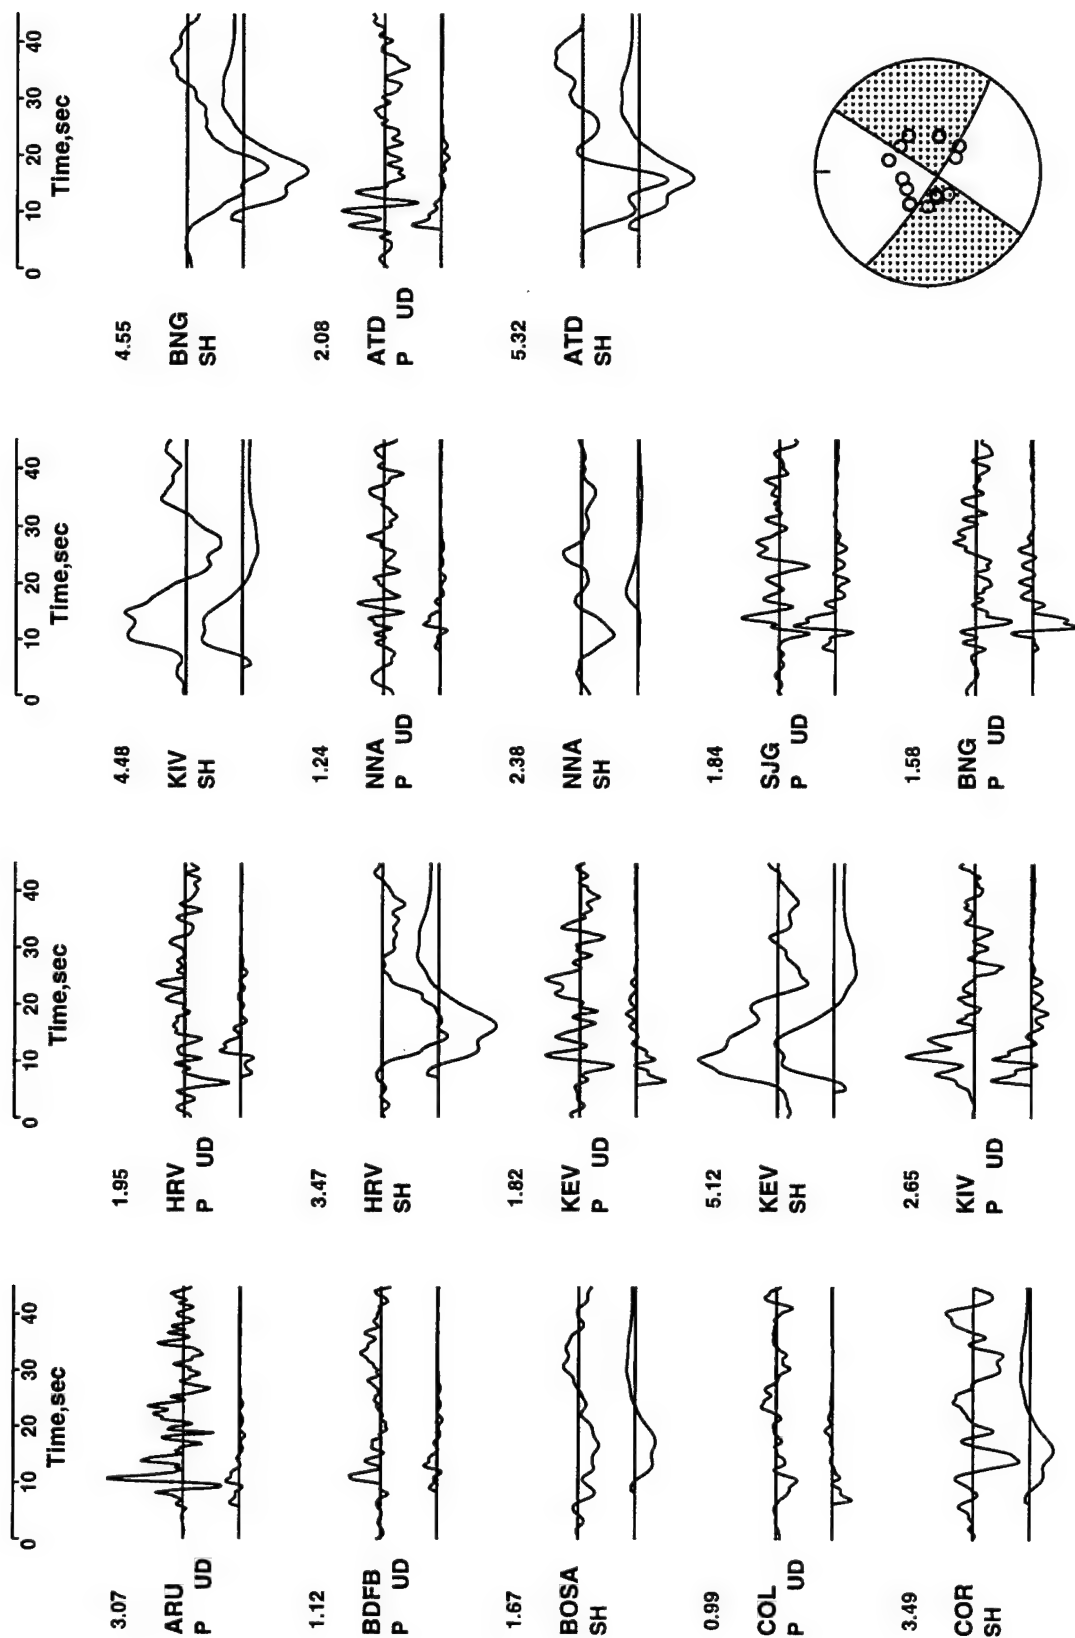 3.07
ARU
P UD
1.12
BDFB
P UD
1.67
BOSA
SH
0.99
COL
P UD
3.49
COR
SH
0 10 20 30 40
Time,sec
1.95
HRV
P UD
3.47
HRV
SH
1.82
KEV
P UD
5.12
KEV
SH
2.65
KIV
P UD
0 10 20 30 40
Time,sec
4.48
KIV
SH
1.24
NNA
P UD
2.38
NNA
SH
1.84
SJG
P UD
1.58
BNG
P UD
0 10 20 30 40
Time,sec
4.55
BNG
SH
2.08
ATD
P UD
5.32
ATD
SH
0 10 20 30 40
Time,sec